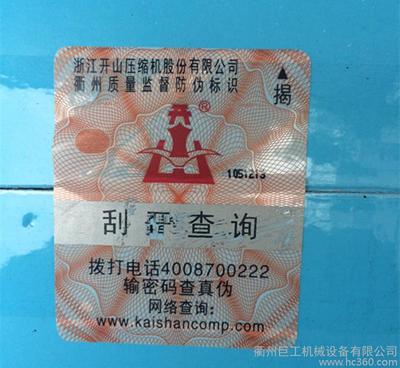 浙江开山压缩机股份有限公司
衢州质量监督防伪标识
▲
揭
开山®
1051213
刮 层查询
拨打电话4008700222
输密码查真伪
网络查询:
www.kaishancomp.com
衢州巨工机械设备有限公司
www.hc360.com